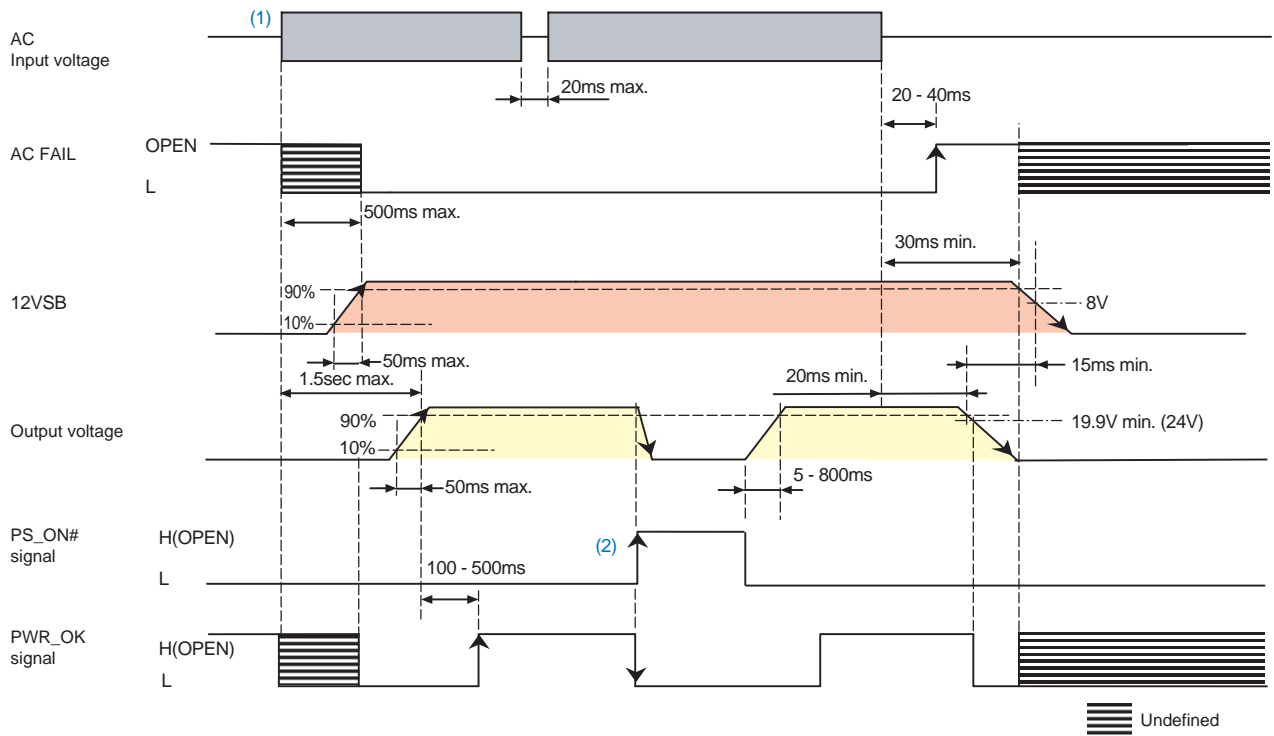 (1)
AC
Input voltage
20ms max.
20 - 40ms
AC FAIL
OPEN
L
500ms max.
30ms min.
12VSB
90%
10%
8V
50ms max.
15ms min.
1.5sec max.
20ms min.
Output voltage
90%
10%
19.9V min. (24V)
50ms max.
5 - 800ms
PS_ON#
signal
H(OPEN)
L
(2)
100 - 500ms
PWR_OK
signal
H(OPEN)
L
Undefined